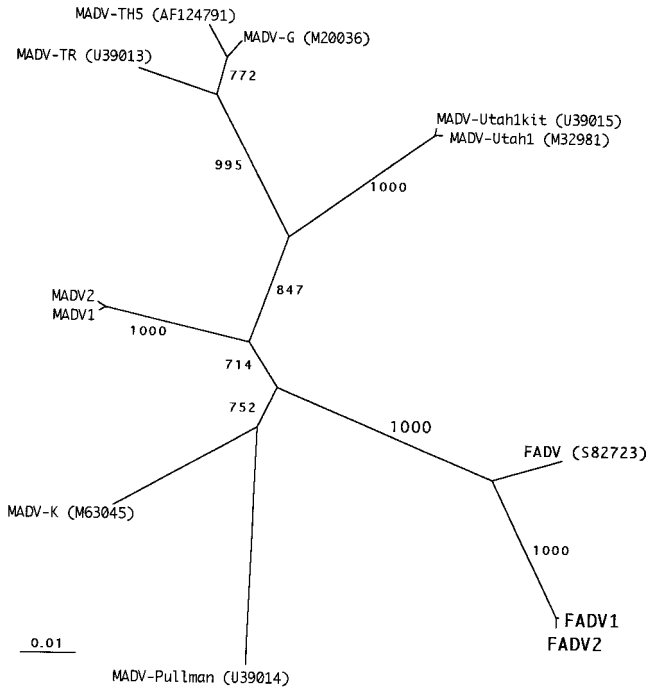 MADV-TH5 (AF124791)
MADV-G (M20036)
MADV-TR (U39013)
772
MADV-Utah1kit (U39015)
MADV-Utah1 (M32981)
995
1000
847
MADV2
MADV1
1000
714
752
1000
FADV (S82723)
MADV-K (M63045)
1000
FADV1
FADV2
0.01
MADV-Pullman (U39014)